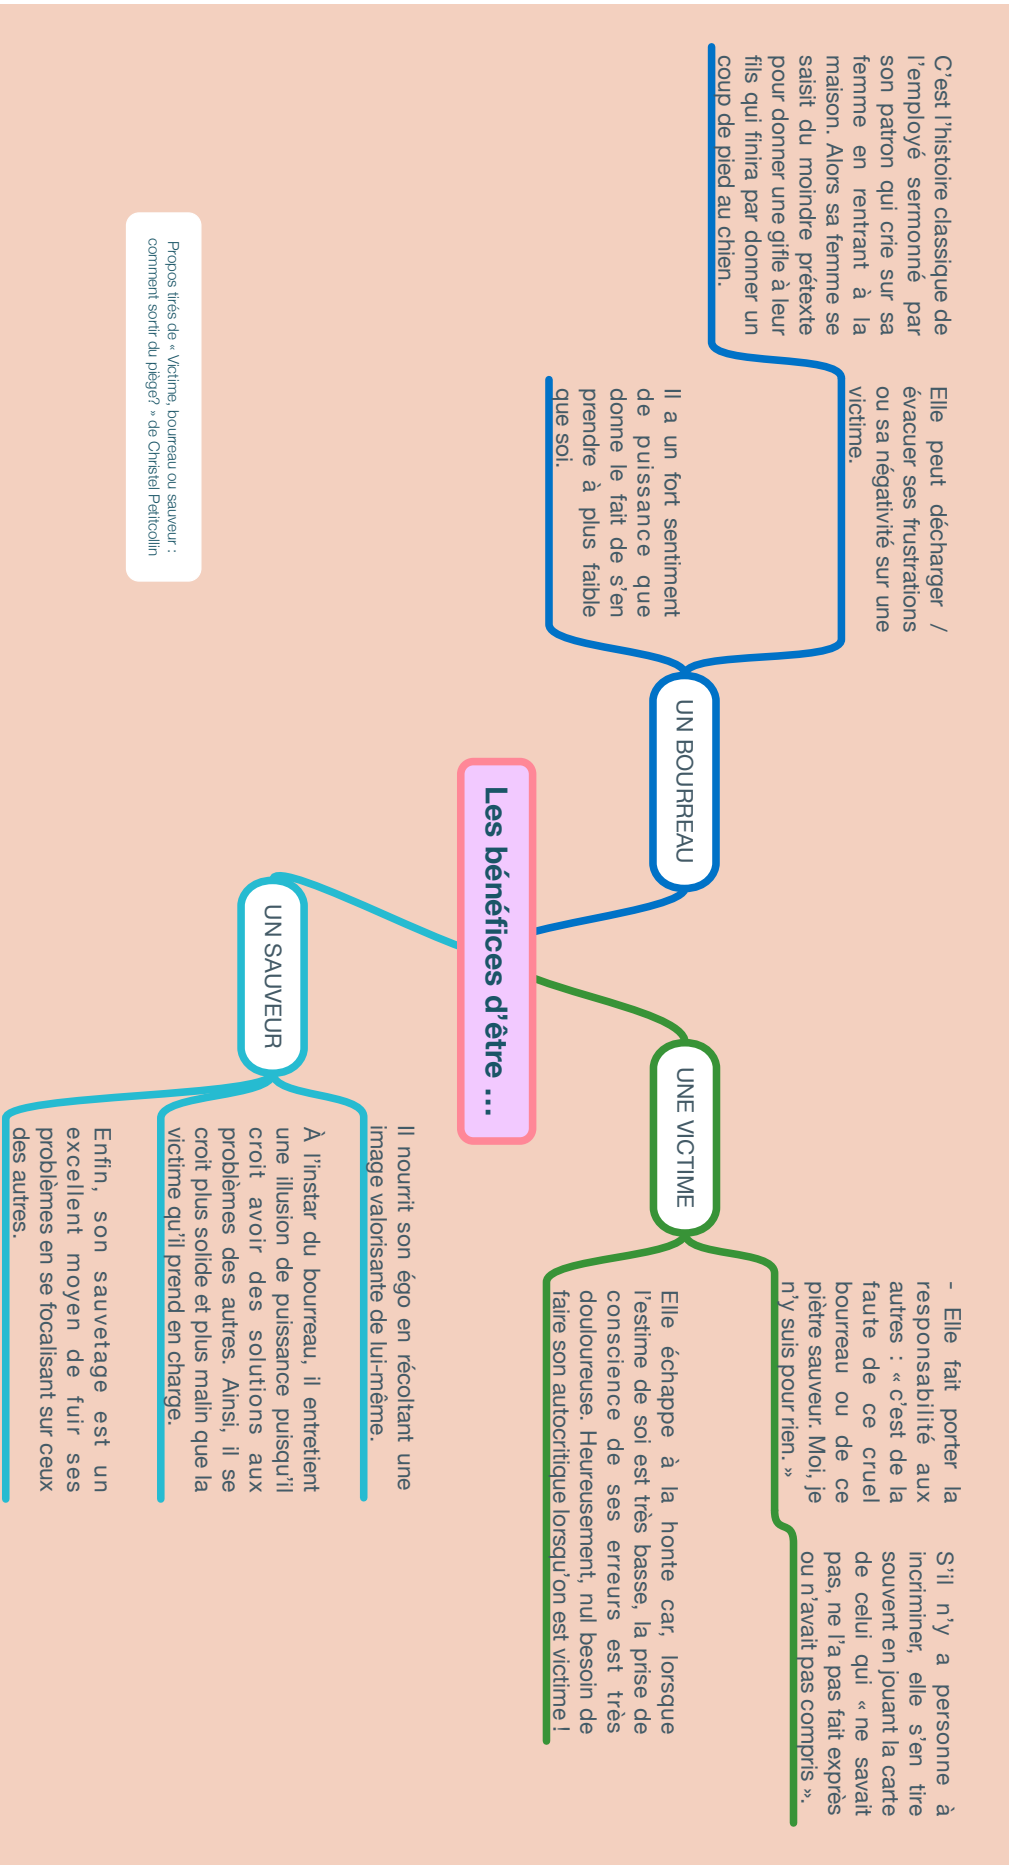 C'est l'histoire classique de
l'employé sermonné par
son patron qui crie sur sa
femme en rentrant à la
maison. Alors sa femme se
saisit du moindre prétexte
pour donner une gifle à leur
fils qui finira par donner un
coup de pied au chien.
Elle peut décharger /
évacuer ses frustrations
ou sa négativité sur une
victime.
Il a un fort sentiment
de puissance que
donne le fait de s'en
prendre à plus faible
que soi.
UN BOURREAU
UNE VICTIME
- Elle fait porter la
responsabilité aux
autres : « c'est de la
faute de ce cruel
bourreau ou de ce
piètre sauveur. Moi, je
n'y suis pour rien. »
S'il n'y a personne à
incriminer, elle s'en tire
souvent en jouant la carte
de celui qui « ne savait
pas, ne l'a pas fait exprès
ou n'avait pas compris ».
Elle échappe à la honte car, lorsque
l'estime de soi est très basse, la prise de
conscience de ses erreurs est très
douloureuse. Heureusement, nul besoin de
faire son autocritique lorsqu'on est victime !
Les bénéfices d'être ...
UN SAUVEUR
Il nourrit son égo en récoltant une
image valorisante de lui-même.
À l'instar du bourreau, il entretient
une illusion de puissance puisqu'il
croit avoir des solutions aux
problèmes des autres. Ainsi, il se
croit plus solide et plus malin que la
victime qu'il prend en charge.
Enfin, son sauvetage est un
excellent moyen de fuir ses
problèmes en se focalisant sur ceux
des autres.
Propos tirés de « Victime, bourreau ou sauveur :
comment sortir du piège? » de Christel Petitcollin